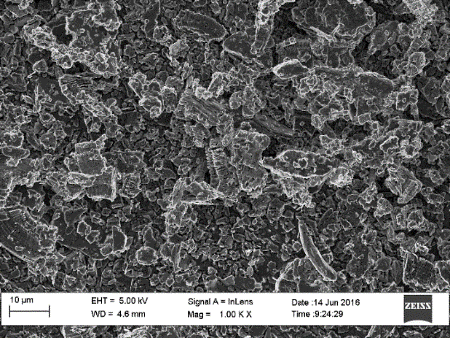 10 µm
EHT = 5.00 kV
Signal A = InLens
Date :14 Jun 2016
WD = 4.6 mm
Mag = 1.00 K X
Time :9:24:29
ZEISS